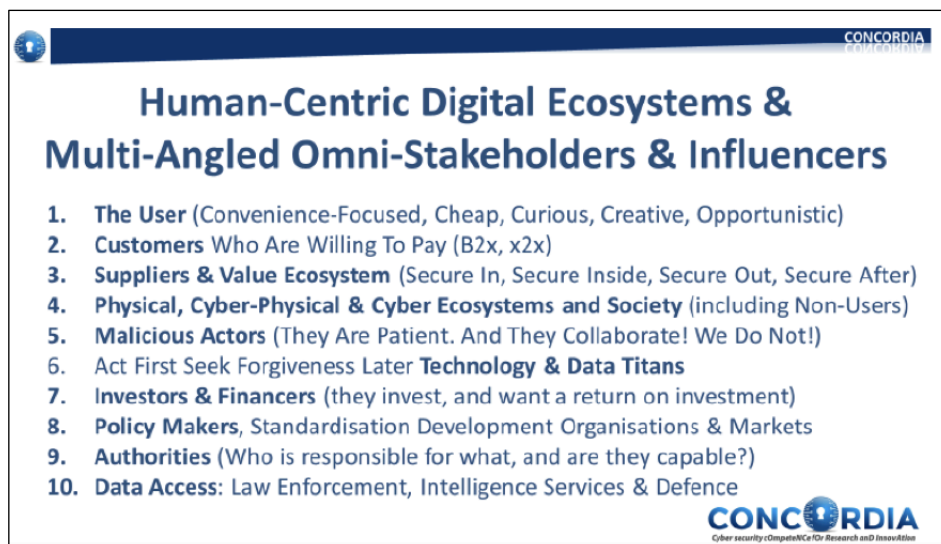 CONCORDIA
Human-Centric Digital Ecosystems &
Multi-Angled Omni-Stakeholders & Influencers
1. The User (Convenience-Focused, Cheap, Curious, Creative, Opportunistic)
2. Customers Who Are Willing To Pay (B2x, x2x)
3. Suppliers & Value Ecosystem (Secure In, Secure Inside, Secure Out, Secure After)
4. Physical, Cyber-Physical & Cyber Ecosystems and Society (including Non-Users)
5. Malicious Actors (They Are Patient. And They Collaborate! We Do Not!)
6. Act First Seek Forgiveness Later Technology & Data Titans
7. Investors & Financers (they invest, and want a return on investment)
8. Policy Makers, Standardisation Development Organisations & Markets
9. Authorities (Who is responsible for what, and are they capable?)
10. Data Access: Law Enforcement, Intelligence Services & Defence
CONCORDIA
Cyber security cOmpeteNCe fOr Research anD InnovAtion